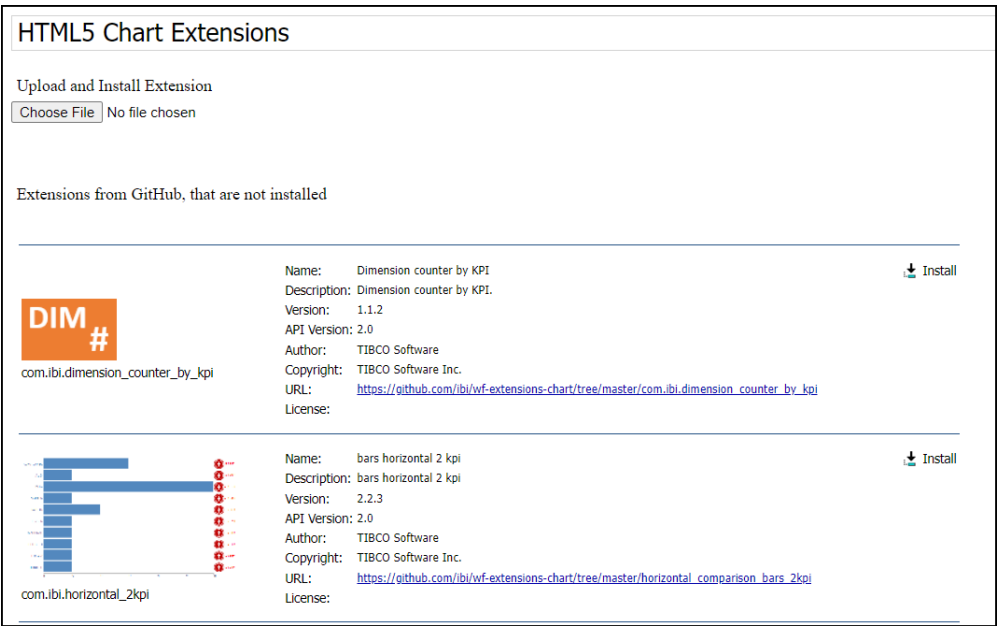 HTML5 Chart Extensions
Upload and Install Extension
Choose File No file chosen
Extensions from GitHub, that are not installed
DIM
#
com.ibi.dimension_counter_by_kpi
Name: Dimension counter by KPI
Description: Dimension counter by KPI.
Version: 1.1.2
API Version: 2.0
Author: TIBCO Software
Copyright: TIBCO Software Inc.
URL: https://github.com/ibi/wf-extensions-chart/tree/master/com.ibi.dimension_counter_by_kpi
License:
Install
com.ibi.horizontal_2kpi
Name: bars horizontal 2 kpi
Description: bars horizontal 2 kpi
Version: 2.2.3
API Version: 2.0
Author: TIBCO Software
Copyright: TIBCO Software Inc.
URL: https://github.com/ibi/wf-extensions-chart/tree/master/horizontal_comparison_bars_2kpi
License:
Install